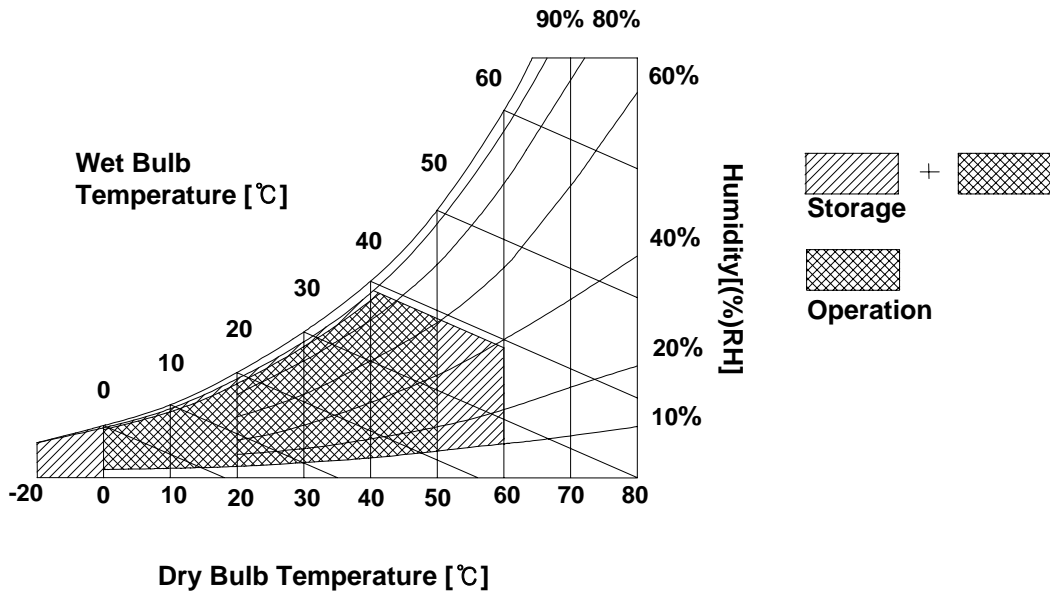 90% 80%
60
60%
50
Wet Bulb
Temperature [℃]
40
40%
30
20
20%
10
10%
0
Humidity[(%)RH]
-20 0 10 20 30 40 50 60 70 80
Dry Bulb Temperature [℃]
+
Storage
Operation